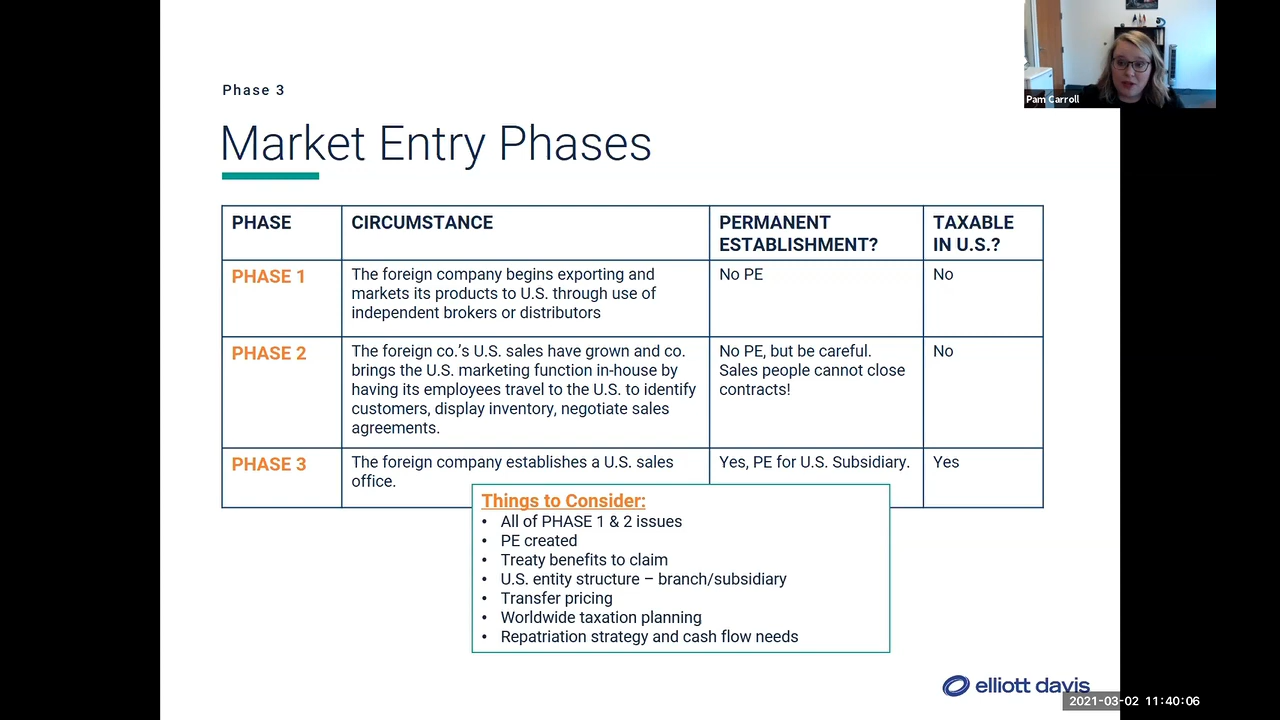 Pam Carroll
Phase 3
Market Entry Phases
PHASE
CIRCUMSTANCE
PERMANENT
ESTABLISHMENT?
TAXABLE
IN U.S.?
PHASE 1
The foreign company begins exporting and
markets its products to U.S. through use of
independent brokers or distributors
No PE
No
PHASE 2
The foreign co.'s U.S. sales have grown and co.
brings the U.S. marketing function in-house by
having its employees travel to the U.S. to identify
customers, display inventory, negotiate sales
agreements.
No PE, but be careful.
Sales people cannot close
contracts!
No
PHASE 3
The foreign company establishes a U.S. sales
office.
Yes, PE for U.S. Subsidiary.
Yes
Things to Consider:
• All of PHASE 1 & 2 issues
• PE created
• Treaty benefits to claim
• U.S. entity structure – branch/subsidiary
• Transfer pricing
• Worldwide taxation planning
• Repatriation strategy and cash flow needs
elliott davis
2021-03-02 11:40:06